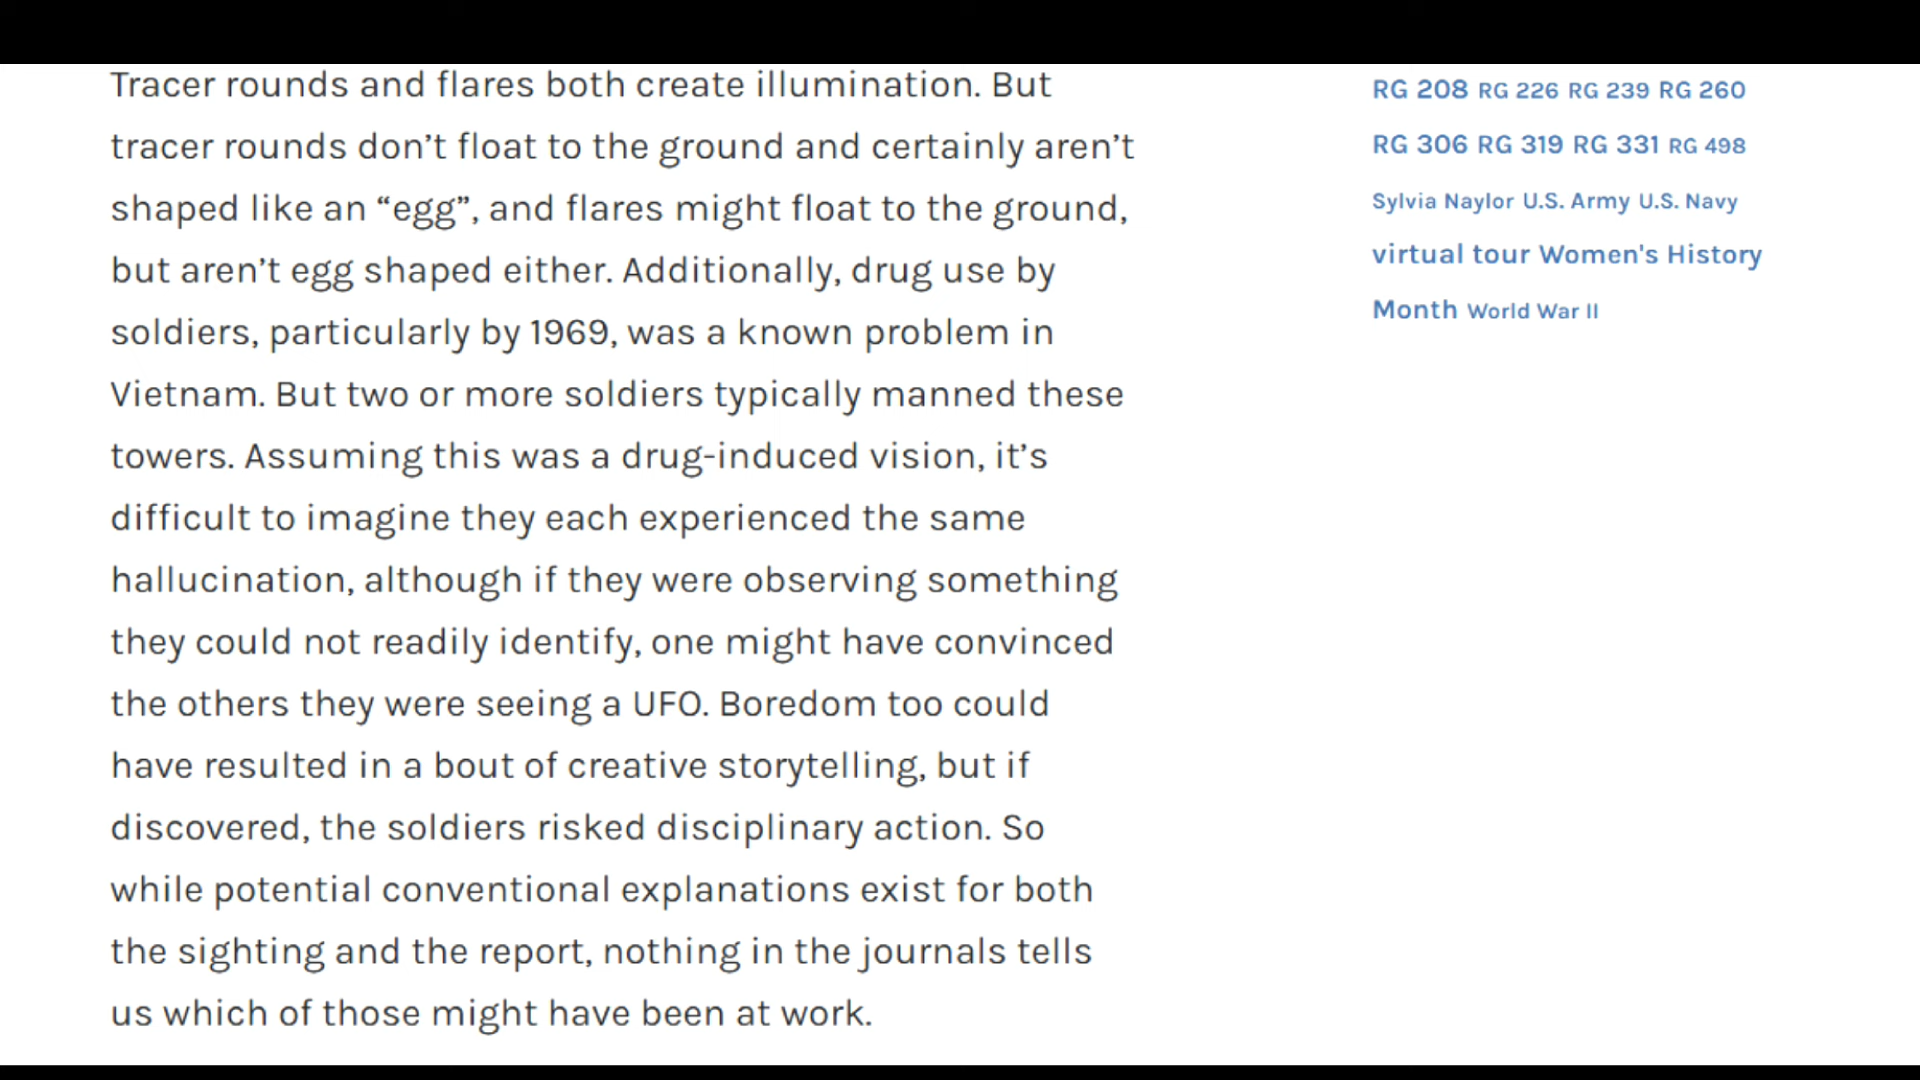 Tracer rounds and flares both create illumination. But
tracer rounds don’t float to the ground and certainly aren’t
shaped like an “egg”, and flares might float to the ground,
but aren’t egg shaped either. Additionally, drug use by
soldiers, particularly by 1969, was a known problem in
Vietnam. But two or more soldiers typically manned these
towers. Assuming this was a drug-induced vision, it’s
difficult to imagine they each experienced the same
hallucination, although if they were observing something
they could not readily identify, one might have convinced
the others they were seeing a UFO. Boredom too could
have resulted in a bout of creative storytelling, but if
discovered, the soldiers risked disciplinary action. So
while potential conventional explanations exist for both
the sighting and the report, nothing in the journals tells
us which of those might have been at work.
RG 208 RG 226 RG 239 RG 260
RG 306 RG 319 RG 331 RG 498
Sylvia Naylor U.S. Army U.S. Navy
virtual tour Women's History
Month World War II